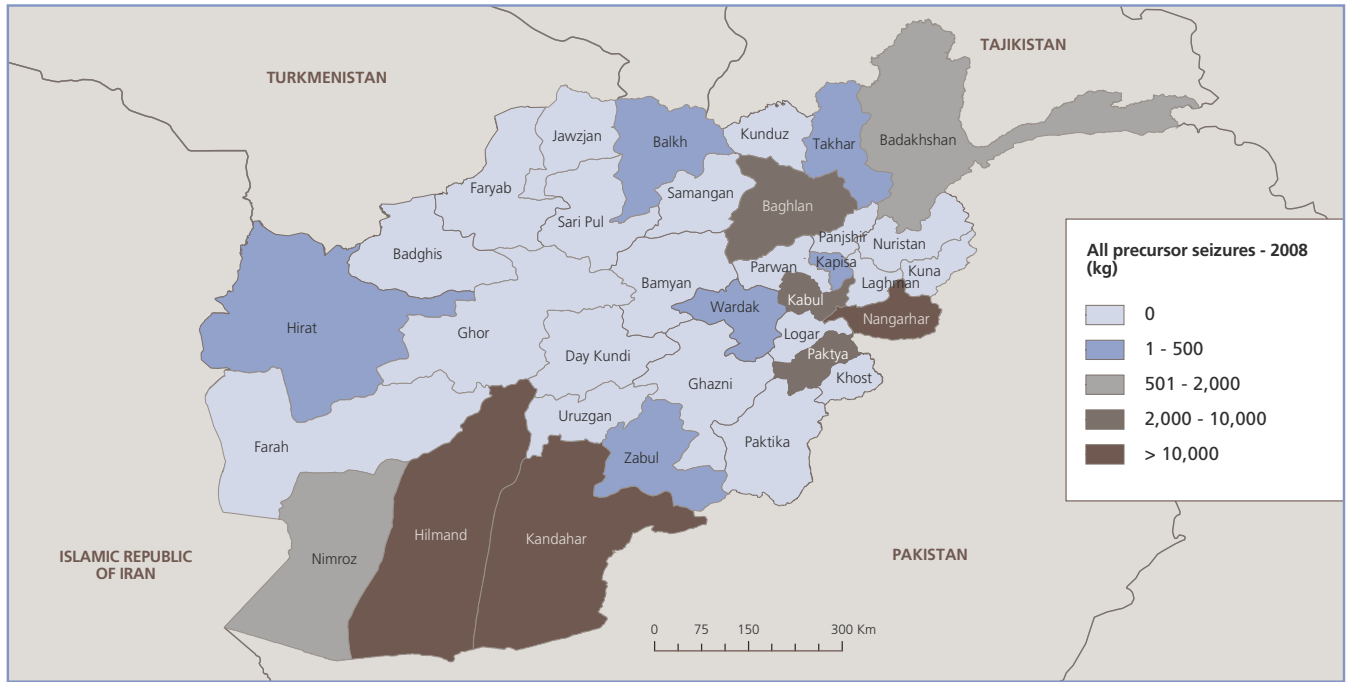 TAJIKISTAN
TURKMENISTAN
Jawzjan
Balkh
Kunduz
Takhar
Badakhshan
Faryab
Samangan
Baghlan
Sari Pul
Panjshir
Nuristan
Badghis
Parwan
Kapisa
Kuna
Bamyan
Laghman
Hirat
Wardak
Kabul
Nangarhar
Ghor
Logar
Day Kundi
Paktya
Ghazni
Khost
Uruzgan
Farah
Zabul
Paktika
Hilmand
Kandahar
Nimroz
ISLAMIC REPUBLIC
OF IRAN
PAKISTAN
All precursor seizures - 2008
(kg)
0
1 - 500
501 - 2,000
2,000 - 10,000
> 10,000
0 75 150 300 Km